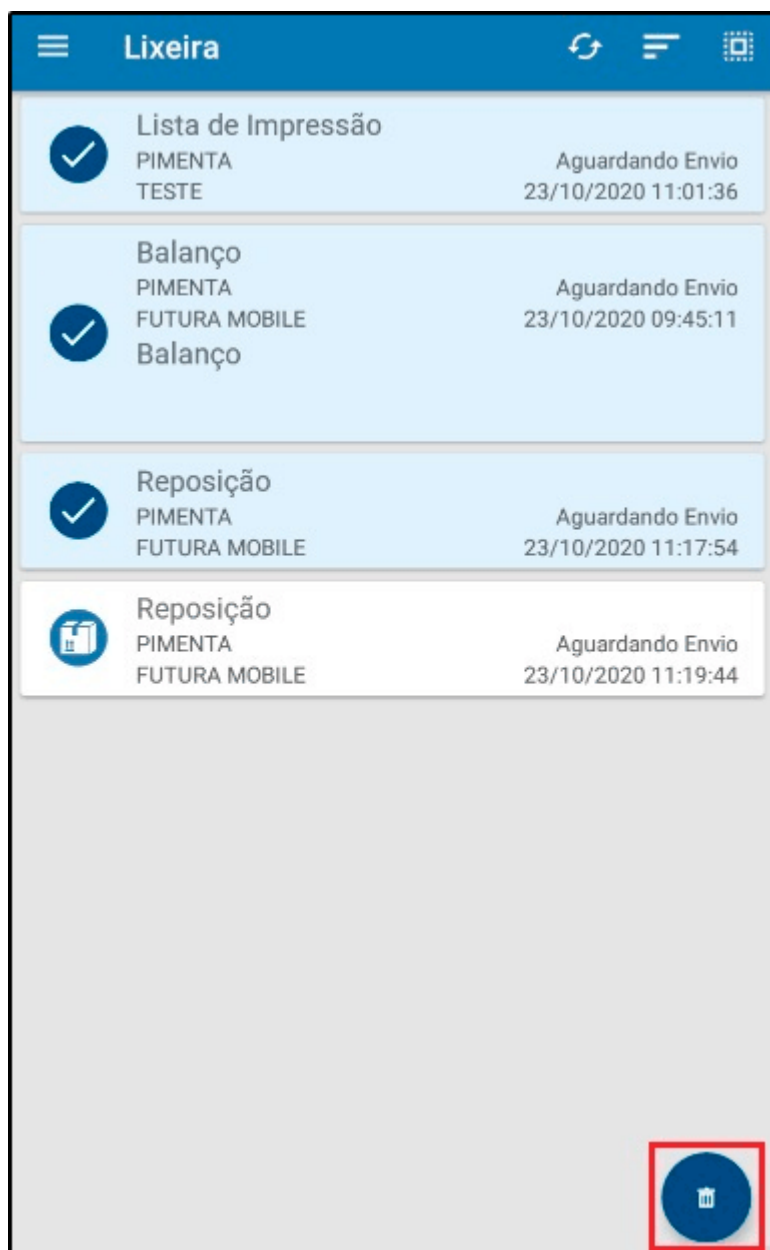 Lixeira
Lista de Impressão
PIMENTA
Aguardando Envio
TESTE
23/10/2020 11:01:36
Balanço
PIMENTA
Aguardando Envio
FUTURA MOBILE
23/10/2020 09:45:11
Balanço
Reposição
PIMENTA
Aguardando Envio
FUTURA MOBILE
23/10/2020 11:17:54
Reposição
PIMENTA
Aguardando Envio
FUTURA MOBILE
23/10/2020 11:19:44